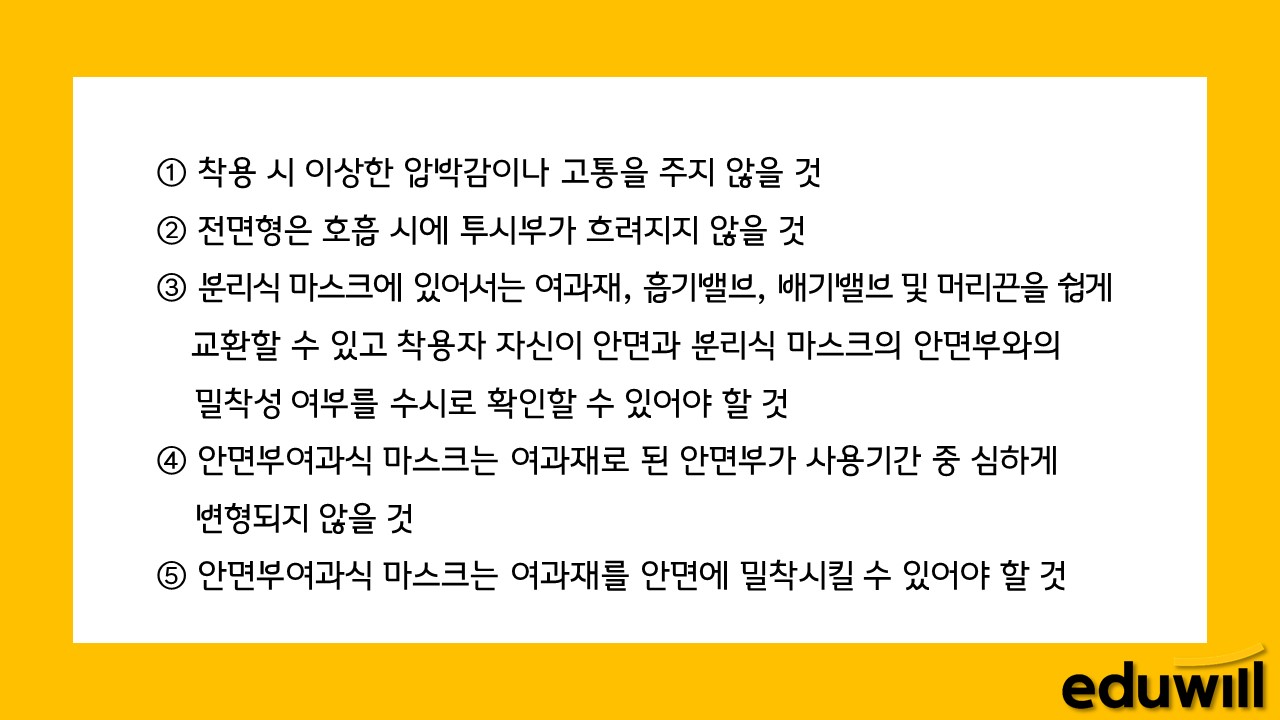 ① 착용 시 이상한 압박감이나 고통을 주지 않을 것
② 전면형은 호흡 시에 투시부가 흐려지지 않을 것
③ 분리식 마스크에 있어서는 여과재, 흡기밸브, 배기밸브 및 머리끈을 쉽게
교환할 수 있고 착용자 자신이 안면과 분리식 마스크의 안면부와의
밀착성 여부를 수시로 확인할 수 있어야 할 것
④ 안면부여과식 마스크는 여과재로 된 안면부가 사용기간 중 심하게
변형되지 않을 것
⑤ 안면부여과식 마스크는 여과재를 안면에 밀착시킬 수 있어야 할 것
eduwill